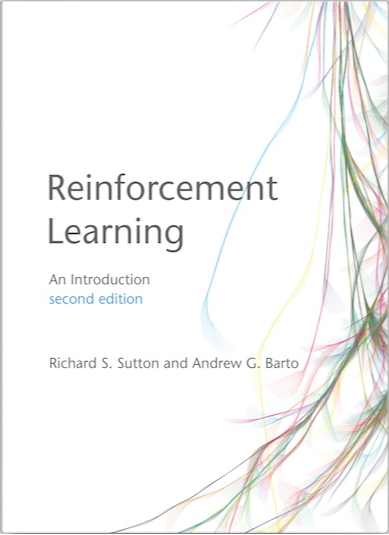 Reinforcement
Learning
An Introduction
second edition
Richard S. Sutton and Andrew G. Barto